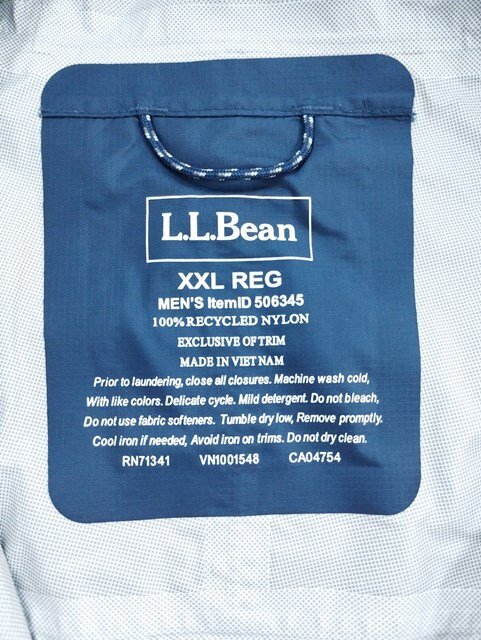 L.L.Bean
XXL REG
MEN'S ItemID 506345
100% RECYCLED NYLON
EXCLUSIVE OF TRIM
MADE IN VIET NAM
Prior to laundering, close all closures. Machine wash cold,
With like colors. Delicate cycle. Mild detergent. Do not bleach,
Do not use fabric softeners. Tumble dry low, Remove promptly.
Cool iron if needed, Avoid iron on trims. Do not dry clean.
RN71341 VN1001548 CA04754